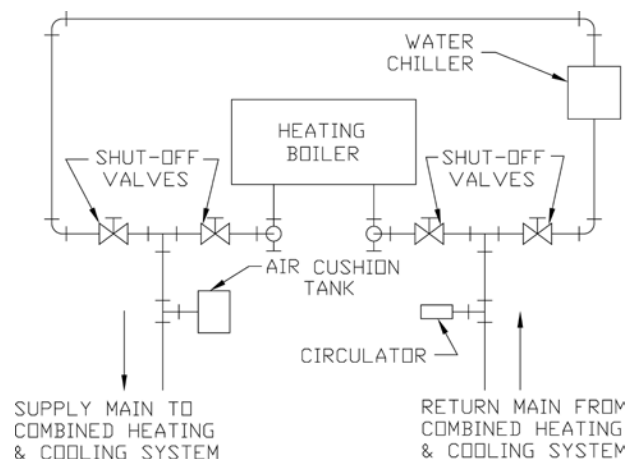 WATER
CHILLER
HEATING
BOILER
SHUT-OFF
VALVES
SHUT-OFF
VALVES
AIR CUSHION
TANK
CIRCULATOR
SUPPLY MAIN TO
COMBINED HEATING
& COOLING SYSTEM
RETURN MAIN FROM
COMBINED HEATING
& COOLING SYSTEM